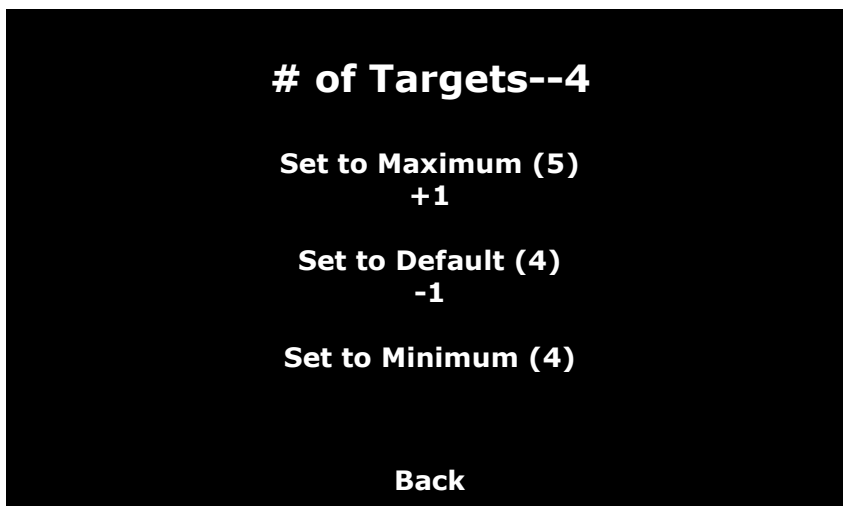 # of Targets--4
Set to Maximum (5)
+1
Set to Default (4)
-1
Set to Minimum (4)
Back